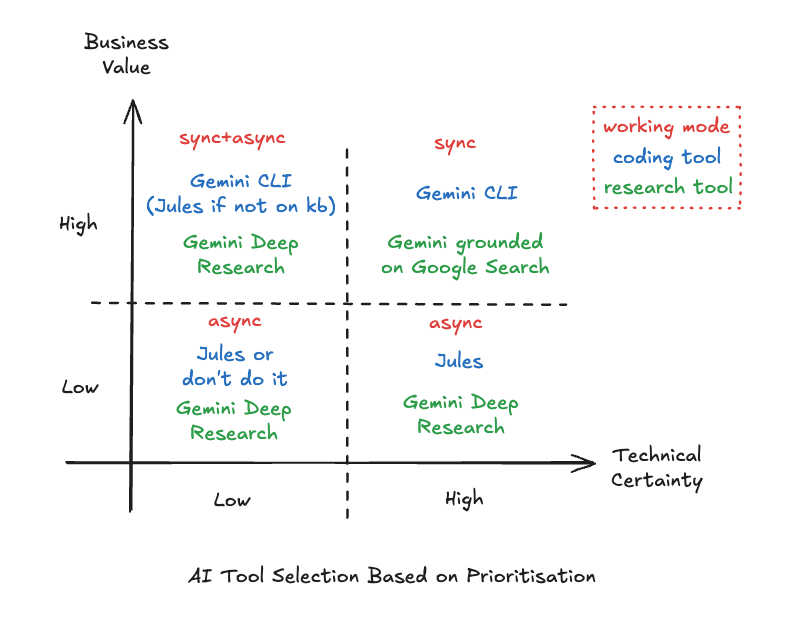 Business
Value
sync+async
sync
working mode
coding tool
research tool
Gemini CLI
(Jules if not on kb)
Gemini CLI
High
Gemini Deep
Research
Gemini grounded
on Google Search
async
async
Jules or
don't do it
Jules
Low
Gemini Deep
Research
Gemini Deep
Research
Technical
Certainty
Low
High
AI Tool Selection Based on Prioritisation